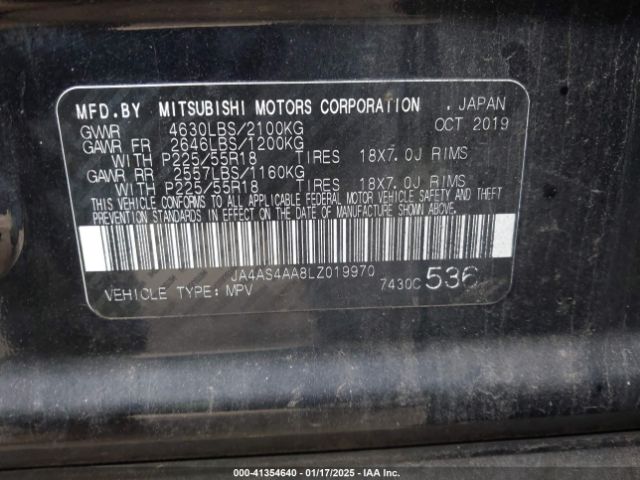 MFD.BY MITSUBISHI MOTORS CORPORATION . JAPAN
GVWR 4630LBS/2100KG OCT 2019
GAWR FR 2646LBS/1200KG
WITH P225/55R18 TIRES 18X7.0J RIMS
GAWR RR 2557LBS/1160KG
WITH P225/55R18 TIRES 18X7.0J RIMS
THIS VEHICLE CONFORMS TO ALL APPLICABLE FEDERAL MOTOR VEHICLE SAFETY AND THEFT
PREVENTION STANDARDS IN EFFECT ON THE DATE OF MANUFACTURE SHOWN ABOVE.
JA4AS4AA8LZ019970
VEHICLE TYPE: MPV 7430C 536
000-41354640 - 01/17/2025 - IAAI.COM